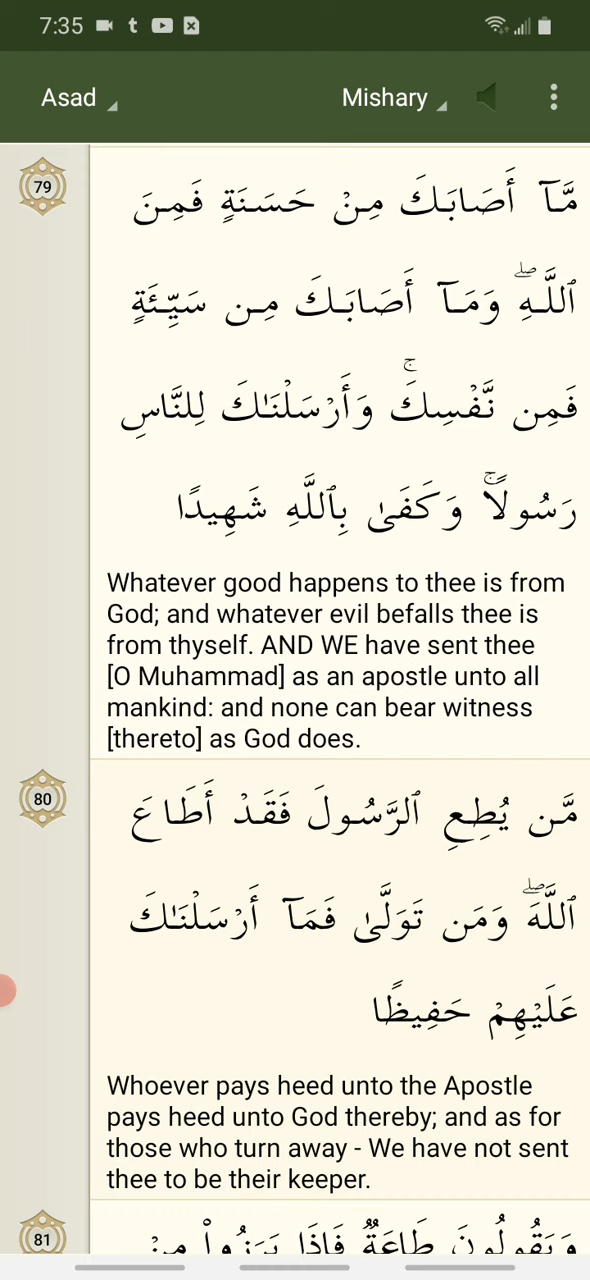 7:35
Asad
Mishary
79
مَّآ أَصَابَكَ مِنْ حَسَنَةٍ فَمِنَ
ٱللَّهِ ۖ وَمَآ أَصَابَكَ مِن سَيِّئَةٍ
فَمِن نَّفْسِكَ ۚ وَأَرْسَلْنَـٰكَ لِلنَّاسِ
رَسُولًا ۚ وَكَفَىٰ بِٱللَّهِ شَهِيدًا
Whatever good happens to thee is from
God; and whatever evil befalls thee is
from thyself. AND WE have sent thee
[O Muhammad] as an apostle unto all
mankind: and none can bear witness
[thereto] as God does.
80
مَّن يُطِعِ ٱلرَّسُولَ فَقَدْ أَطَاعَ
ٱللَّهَ ۖ وَمَن تَوَلَّىٰ فَمَآ أَرْسَلْنَـٰكَ
عَلَيْهِمْ حَفِيظًا
Whoever pays heed unto the Apostle
pays heed unto God thereby; and as for
those who turn away - We have not sent
thee to be their keeper.
81
وَيَقُولُونَ طَاعَةٌ فَإِذَا بَرَزُوا۟ مِنْ